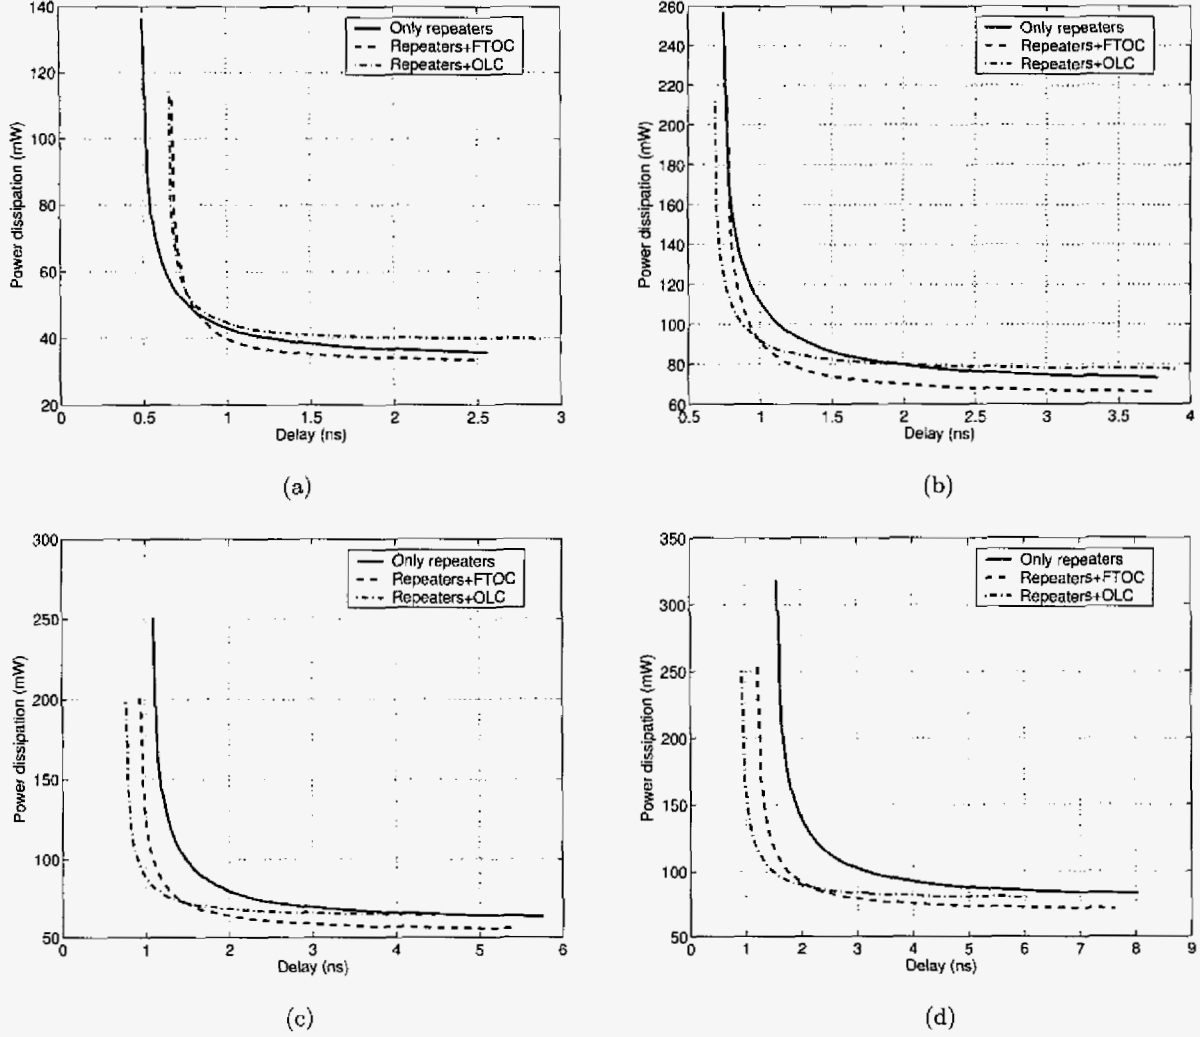 140
120
100
80
60
40
20
0 0.5 1 1.5 2 2.5 3
Power dissipation (mW)
Delay (ns)
Only repeaters
Repeaters+FTOC
Repeaters+OLC
(a)
260
240
220
200
180
160
140
120
100
80
60
0.5 1 1.5 2 2.5 3 3.5 4
Power dissipation (mW)
Delay (ns)
Only repeaters
Repeaters+FTOC
Repeaters+OLC
(b)
300
250
200
150
100
50
0 1 2 3 4 5 6
Power dissipation (mW)
Delay (ns)
Only repeaters
Repeaters+FTOC
Repeaters+OLC
(c)
350
300
250
200
150
100
50
0 1 2 3 4 5 6 7 8 9
Power dissipation (mW)
Delay (ns)
Only repeaters
Repeaters+FTOC
Repeaters+OLC
(d)